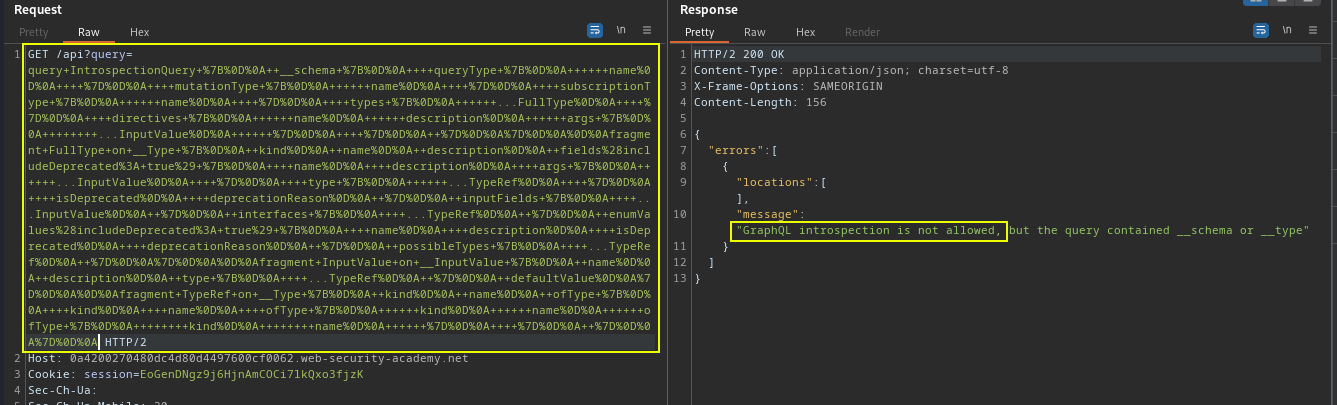 Request
Pretty Raw Hex
\n
1 GET /api?query=
query+IntrospectionQuery+%7B%0D%0A++__schema+%7B%0D%0A++++queryType+%7B%0D%0A++++++name%0
D%0A++++%7D%0D%0A++++mutationType+%7B%0D%0A++++++name%0D%0A++++%7D%0D%0A++++subscriptionT
ype+%7B%0D%0A++++++name%0D%0A++++%7D%0D%0A++++types+%7B%0D%0A++++++...FullType%0D%0A++++%
7D%0D%0A++++directives+%7B%0D%0A++++++name%0D%0A++++++description%0D%0A++++++args+%7B%0D%
0A++++++++...InputValue%0D%0A++++++%7D%0D%0A++++%7D%0D%0A++%7D%0D%0A%7D%0D%0A%0D%0Afragme
nt+FullType+on+__Type+%7B%0D%0A++kind%0D%0A++name%0D%0A++description%0D%0A++fields%28incl
udeDeprecated%3A+true%29+%7B%0D%0A++++name%0D%0A++++description%0D%0A++++args+%7B%0D%0A++
++++...InputValue%0D%0A++++%7D%0D%0A++++type+%7B%0D%0A++++++...TypeRef%0D%0A++++%7D%0D%0A
++++isDeprecated%0D%0A++++deprecationReason%0D%0A++%7D%0D%0A++inputFields+%7B%0D%0A++++..
.InputValue%0D%0A++%7D%0D%0A++interfaces+%7B%0D%0A++++...TypeRef%0D%0A++%7D%0D%0A++enumVa
lues%28includeDeprecated%3A+true%29+%7B%0D%0A++++name%0D%0A++++description%0D%0A++++isDep
recated%0D%0A++++deprecationReason%0D%0A++%7D%0D%0A++possibleTypes+%7B%0D%0A++++...TypeRe
f%0D%0A++%7D%0D%0A%7D%0D%0A%0D%0Afragment+InputValue+on+__InputValue+%7B%0D%0A++name%0D%0
A++description%0D%0A++type+%7B%0D%0A++++...TypeRef%0D%0A++%7D%0D%0A++defaultValue%0D%0A%7
D%0D%0A%0D%0Afragment+TypeRef+on+__Type+%7B%0D%0A++kind%0D%0A++name%0D%0A++ofType+%7B%0D%
0A++++kind%0D%0A++++name%0D%0A++++ofType+%7B%0D%0A++++++kind%0D%0A++++++name%0D%0A++++++o
fType+%7B%0D%0A++++++++kind%0D%0A++++++++name%0D%0A++++++%7D%0D%0A++++%7D%0D%0A++%7D%0D%0
A%7D%0D%0A HTTP/2
2 Host: 0a4200270480dc4d80d4497600cf0062.web-security-academy.net
3 Cookie: session=EoGenDNgz9j6HjnAmCOCi71kQxo3fjzK
4 Sec-Ch-Ua:
Response
Pretty Raw Hex Render
\n
1 HTTP/2 200 OK
2 Content-Type: application/json; charset=utf-8
3 X-Frame-Options: SAMEORIGIN
4 Content-Length: 156
5
6 {
7 "errors":[
8 {
9 "locations":[
],
10 "message":
"GraphQL introspection is not allowed, but the query contained __schema or __type"
11 }
12 ]
13 }